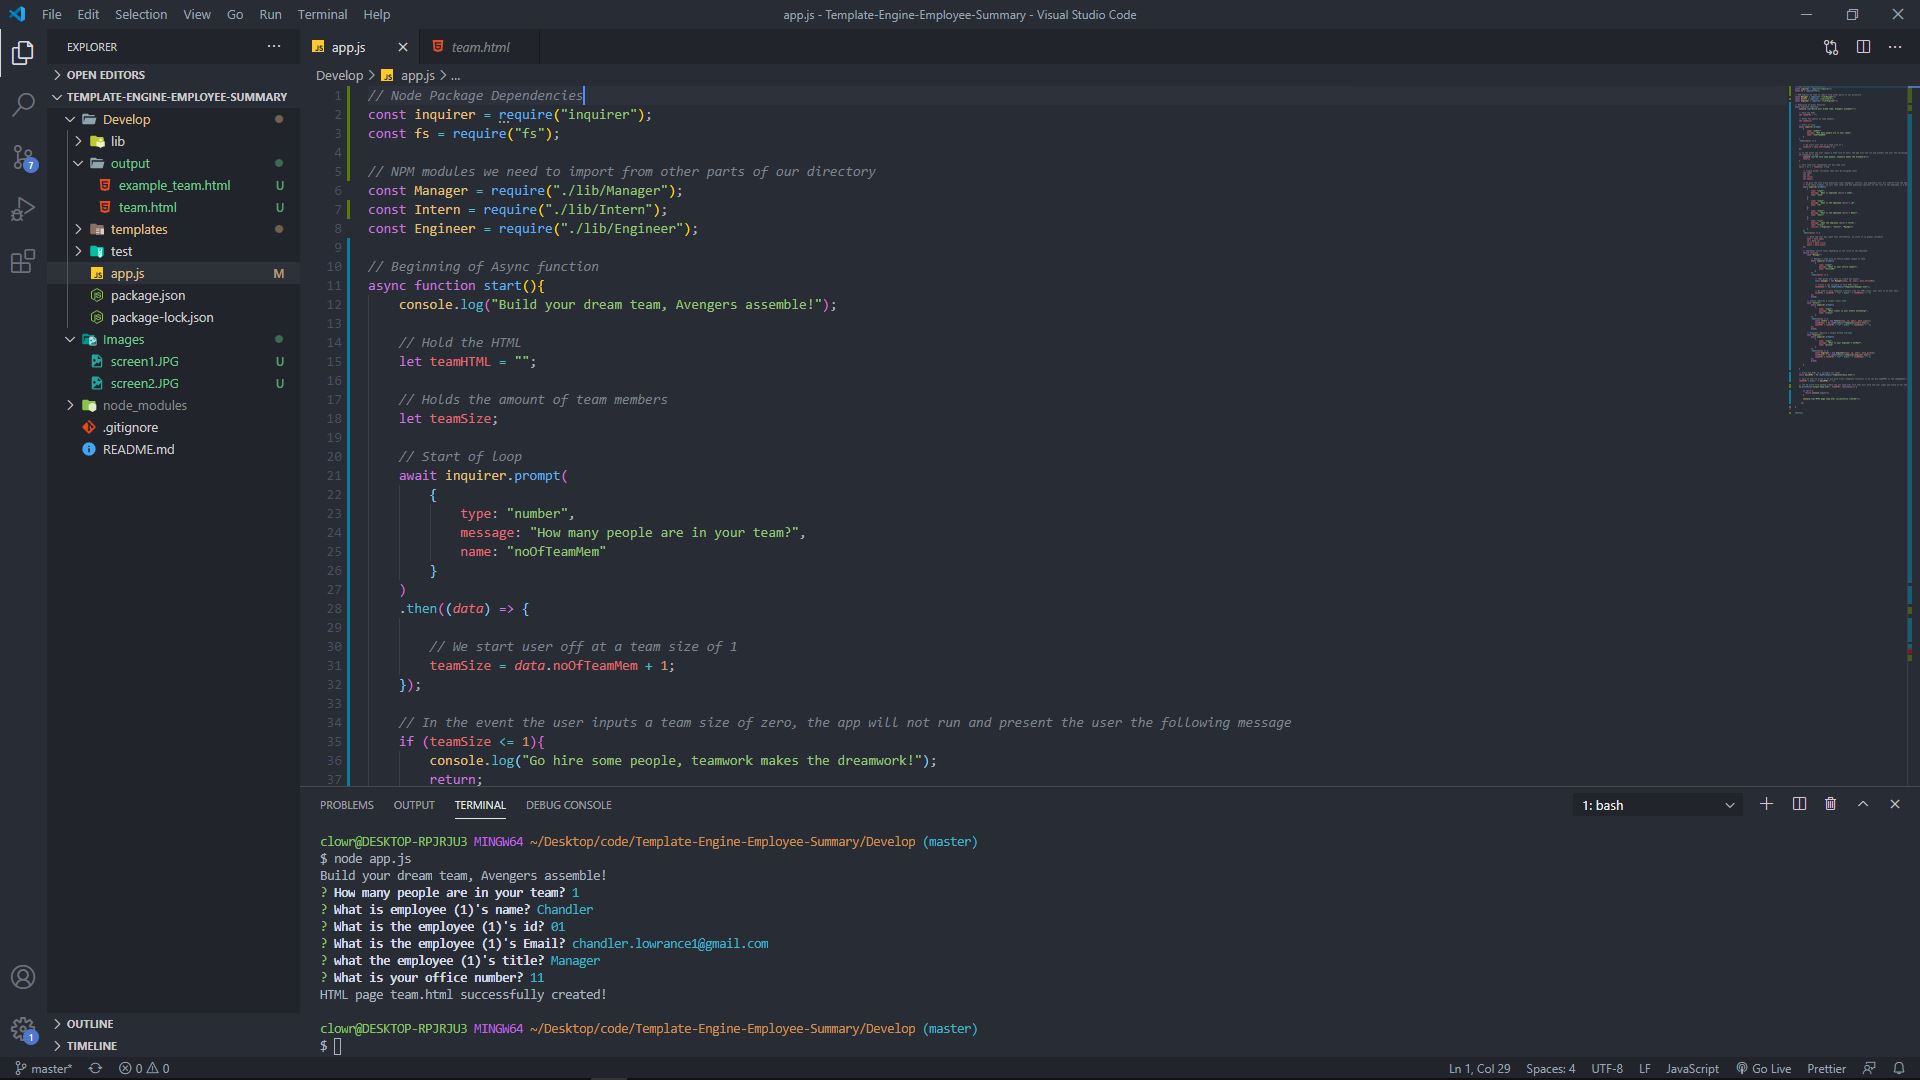 File Edit Selection View Go Run Terminal Help
app.js - Template-Engine-Employee-Summary - Visual Studio Code
EXPLORER
OPEN EDITORS
TEMPLATE-ENGINE-EMPLOYEE-SUMMARY
Develop
lib
output
example_team.html U
team.html U
templates
test
app.js M
package.json
package-lock.json
Images
screen1.JPG U
screen2.JPG U
node_modules
.gitignore
README.md
OUTLINE
TIMELINE
7
1
app.js
team.html
Develop > app.js > ...
1 // Node Package Dependencies
2 const inquirer = require("inquirer");
3 const fs = require("fs");
4
5 // NPM modules we need to import from other parts of our directory
6 const Manager = require("./lib/Manager");
7 const Intern = require("./lib/Intern");
8 const Engineer = require("./lib/Engineer");
9
10 // Beginning of Async function
11 async function start(){
12 console.log("Build your dream team, Avengers assemble!");
13
14 // Hold the HTML
15 let teamHTML = "";
16
17 // Holds the amount of team members
18 let teamSize;
19
20 // Start of loop
21 await inquirer.prompt(
22 {
23 type: "number",
24 message: "How many people are in your team?",
25 name: "noOfTeamMem"
26 }
27 )
28 .then((data) => {
29
30 // We start user off at a team size of 1
31 teamSize = data.noOfTeamMem + 1;
32 });
33
34 // In the event the user inputs a team size of zero, the app will not run and present the user the following message
35 if (teamSize <= 1){
36 console.log("Go hire some people, teamwork makes the dreamwork!");
37 return;
PROBLEMS OUTPUT TERMINAL DEBUG CONSOLE
1: bash
clowr@DESKTOP-RPJRJU3 MINGW64 ~/Desktop/code/Template-Engine-Employee-Summary/Develop (master)
$ node app.js
Build your dream team, Avengers assemble!
? How many people are in your team? 1
? What is employee (1)'s name? Chandler
? What is the employee (1)'s id? 01
? What is the employee (1)'s Email? chandler.lowrance1@gmail.com
? what the employee (1)'s title? Manager
? What is your office number? 11
HTML page team.html successfully created!
clowr@DESKTOP-RPJRJU3 MINGW64 ~/Desktop/code/Template-Engine-Employee-Summary/Develop (master)
$
master* 0 0
Ln 1, Col 29 Spaces: 4 UTF-8 LF JavaScript Go Live Prettier